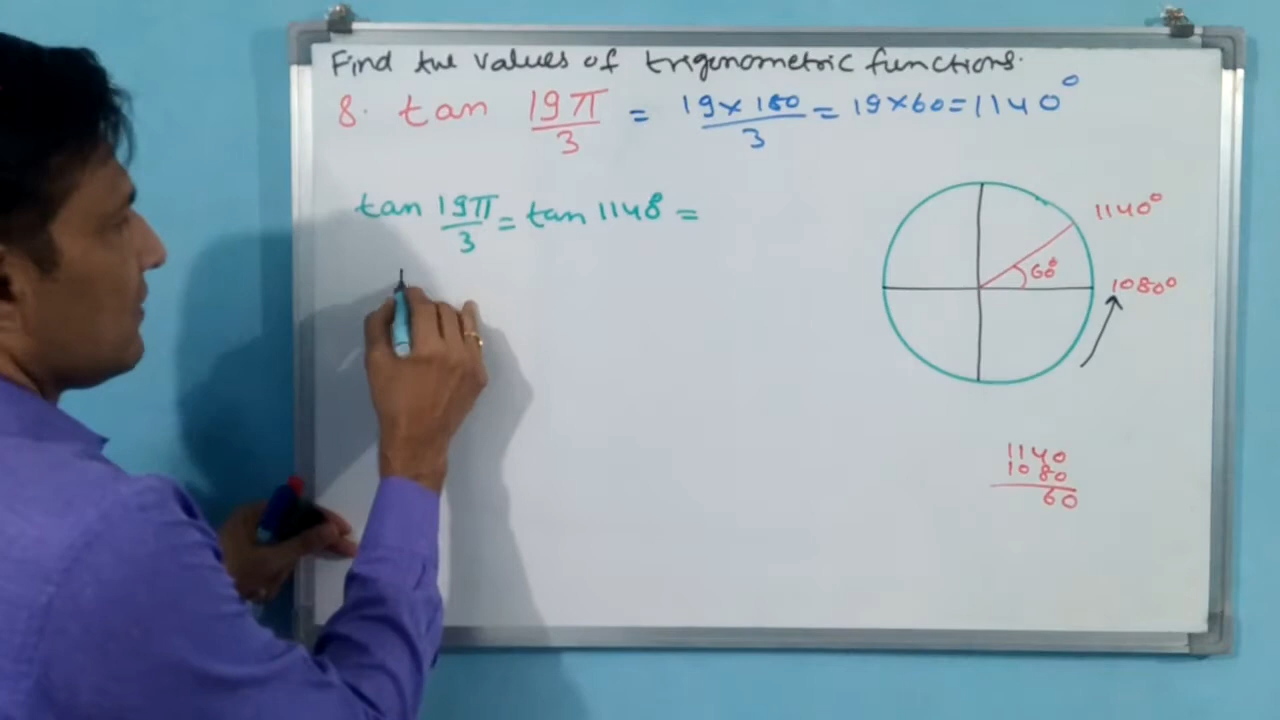 Find the values of trigonometric functions.
8. tan 19π/3 = 19×180/3 = 19×60 = 1140°
tan 19π/3 = tan 1140° =
1140°
60°
1080°
1140
1080
60